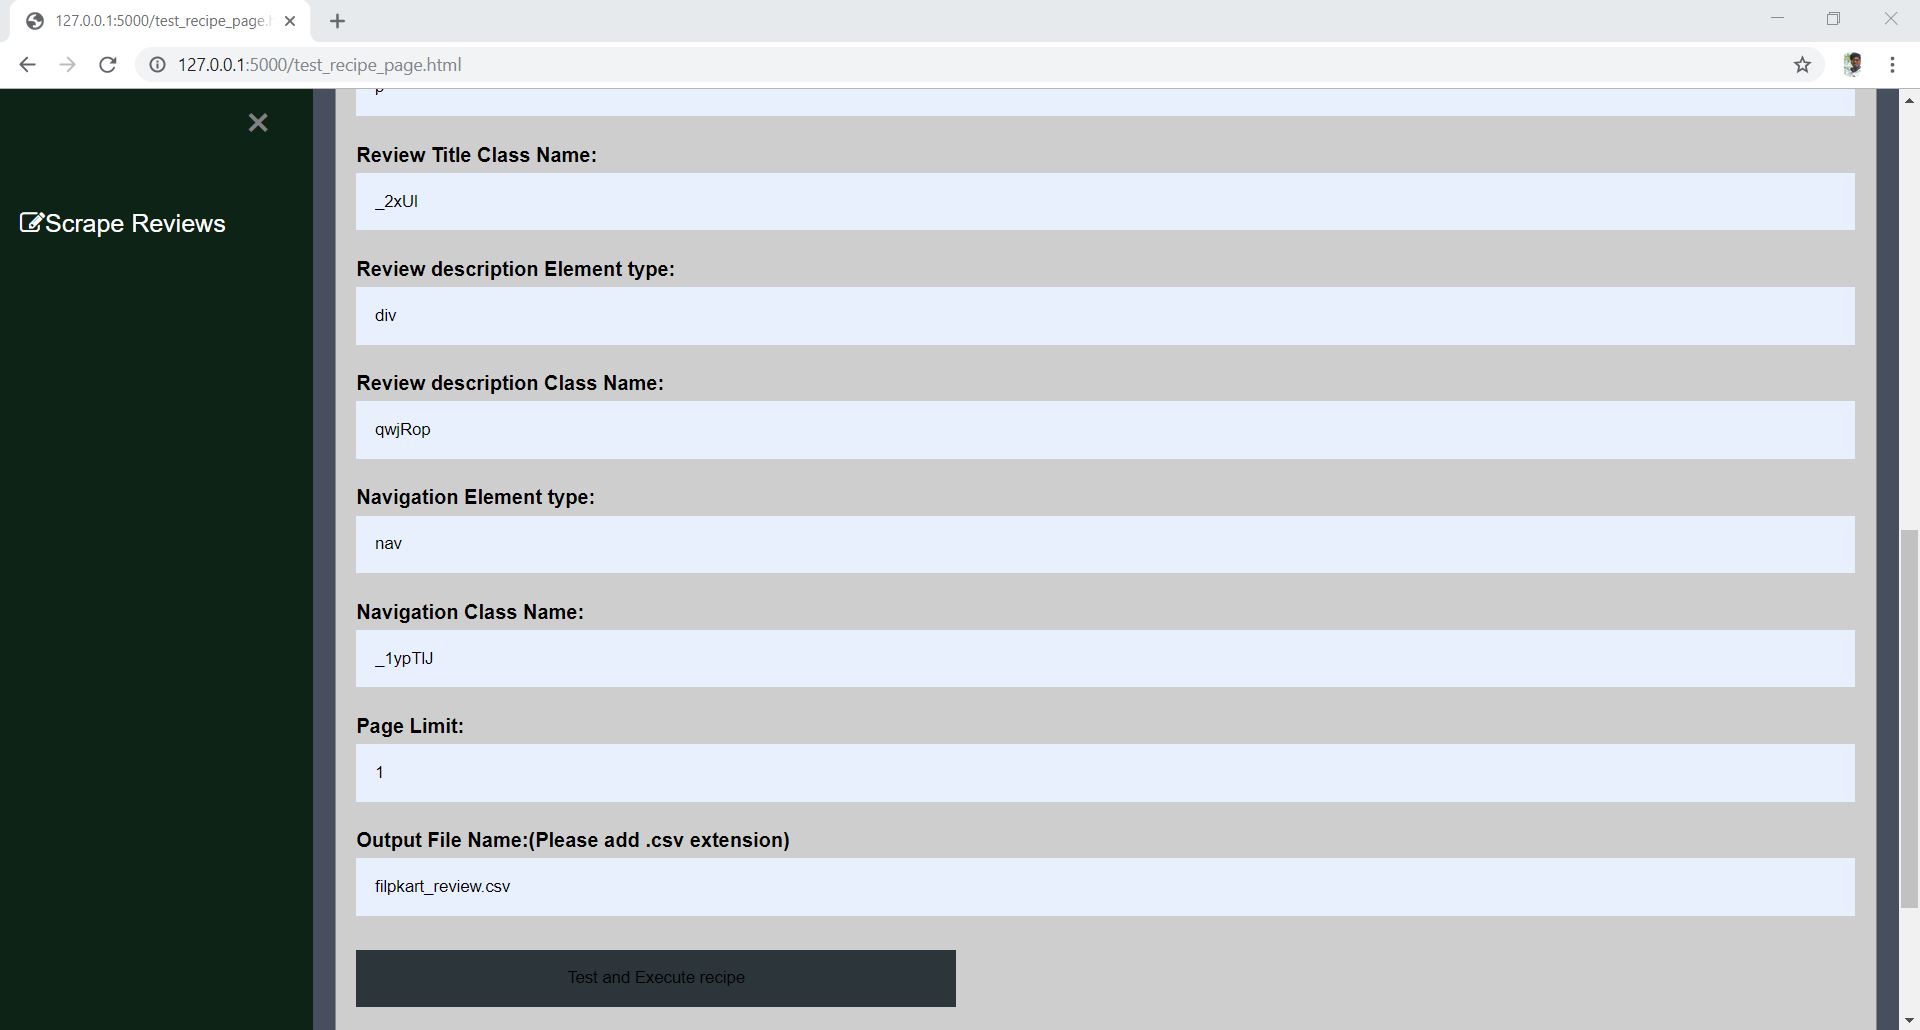 127.0.0.1:5000/test_recipe_page.h
127.0.0.1:5000/test_recipe_page.html
Scrape Reviews
p
Review Title Class Name:
_2xUI
Review description Element type:
div
Review description Class Name:
qwjRop
Navigation Element type:
nav
Navigation Class Name:
_1ypTlJ
Page Limit:
1
Output File Name:(Please add .csv extension)
filpkart_review.csv
Test and Execute recipe